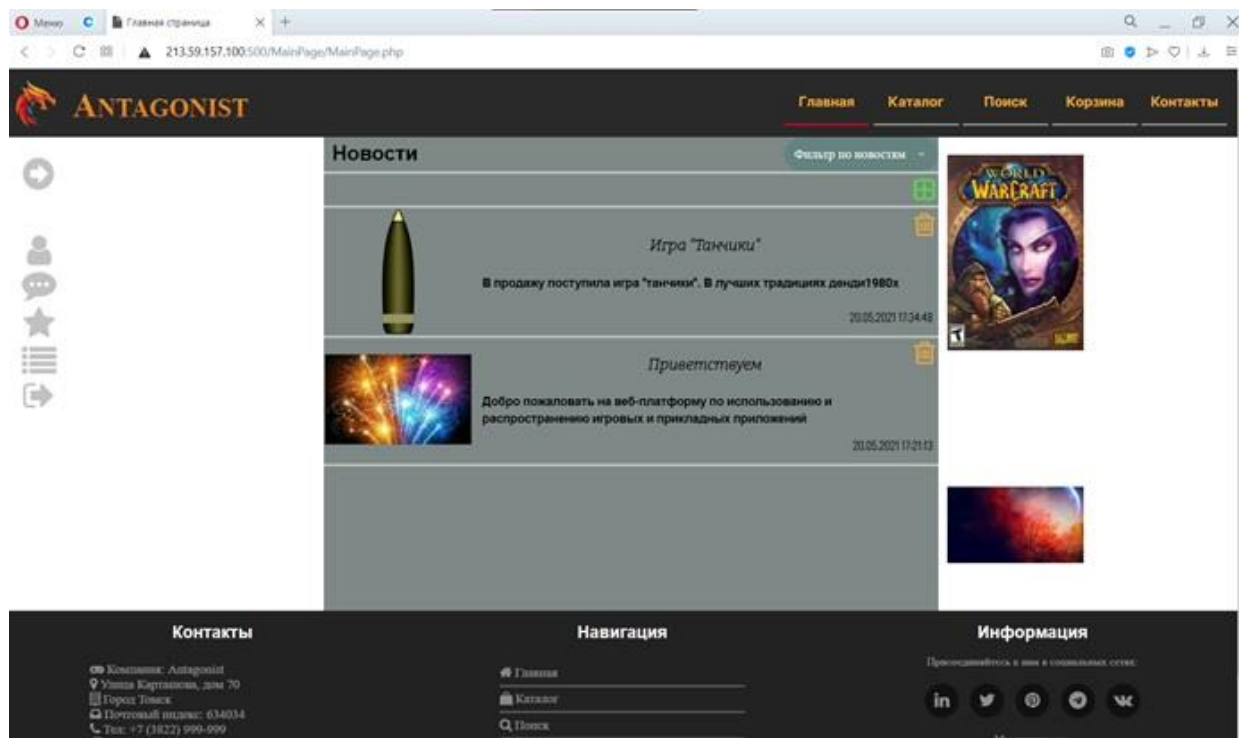 Меню
Главная страница
213.59.157.100:500/MainPage/MainPage.php
ANTAGONIST
Главная Каталог Поиск Корзина Контакты
Новости
Фильтр по новостям
Игра "Танчики"
В продажу поступила игра "танчики". В лучших традициях денди1980х
20.05.2021 17:34:48
Приветствуем
Добро пожаловать на веб-платформу по использованию и
распространению игровых и прикладных приложений
20.05.2021 17:21:13
WORLD
WARCRAFT
T
Контакты
Компания: Antagonist
Улица Карташова, дом 70
Город Томск
Почтовый индекс: 634034
Тел: +7 (3822) 999-999
Навигация
Главная
Каталог
Поиск
Информация
Присоединяйтесь к нам в социальных сетях:
in